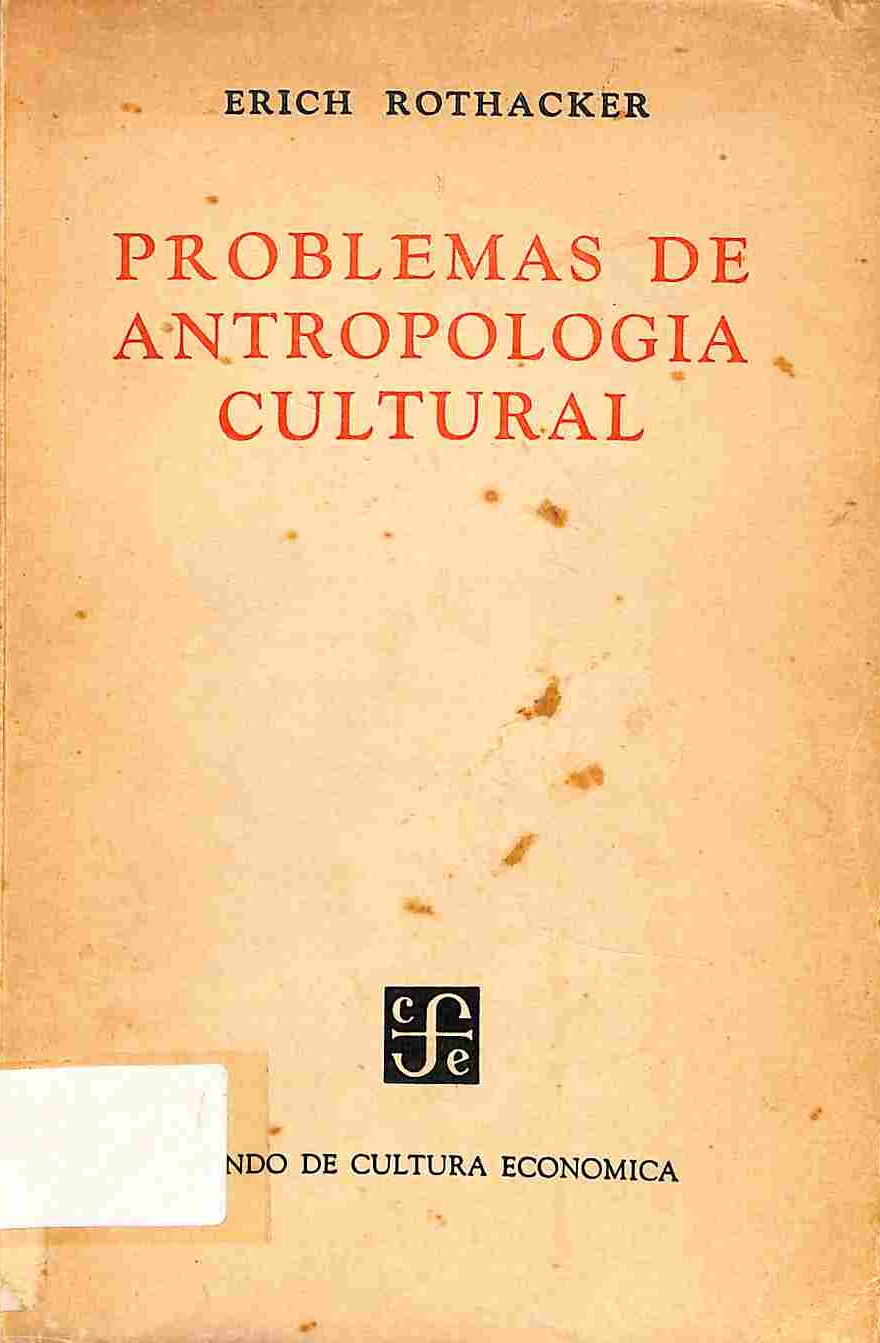 ERICH ROTHACKER
PROBLEMAS DE
ANTROPOLOGIA
CULTURAL
c f e
NDO DE CULTURA ECONOMICA